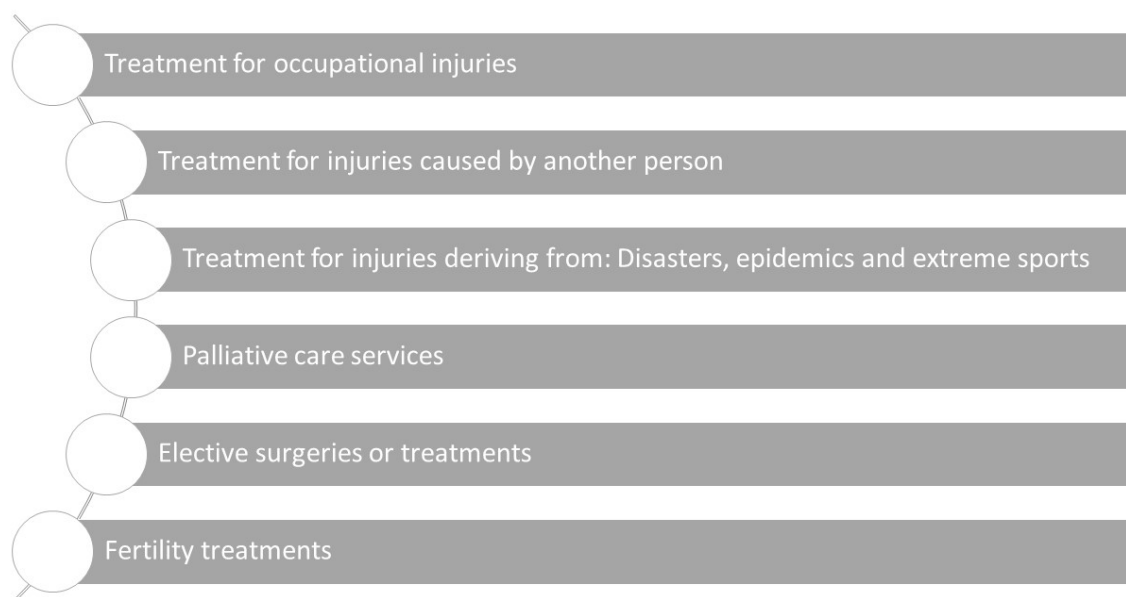 Treatment for occupational injuries
Treatment for injuries caused by another person
Treatment for injuries deriving from: Disasters, epidemics and extreme sports
Palliative care services
Elective surgeries or treatments
Fertility treatments